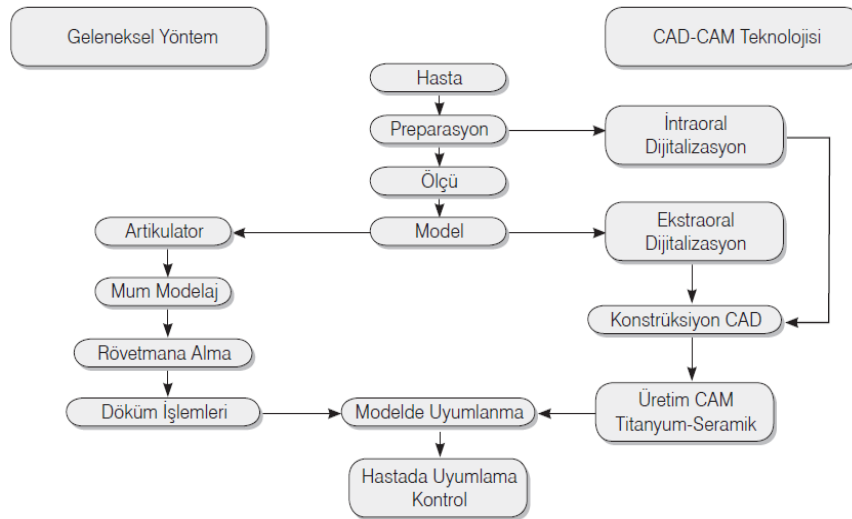 Geleneksel Yöntem
CAD-CAM Teknolojisi
Hasta
Preparasyon
İntraoral
Dijitalizasyon
Ölçü
Artikulator
Model
Ekstraoral
Dijitalizasyon
Mum Modelaj
Konstrüksiyon CAD
Rövetmana Alma
Döküm İşlemleri
Modelde Uyumlanma
Üretim CAM
Titanyum-Seramik
Hastada Uyumlama
Kontrol